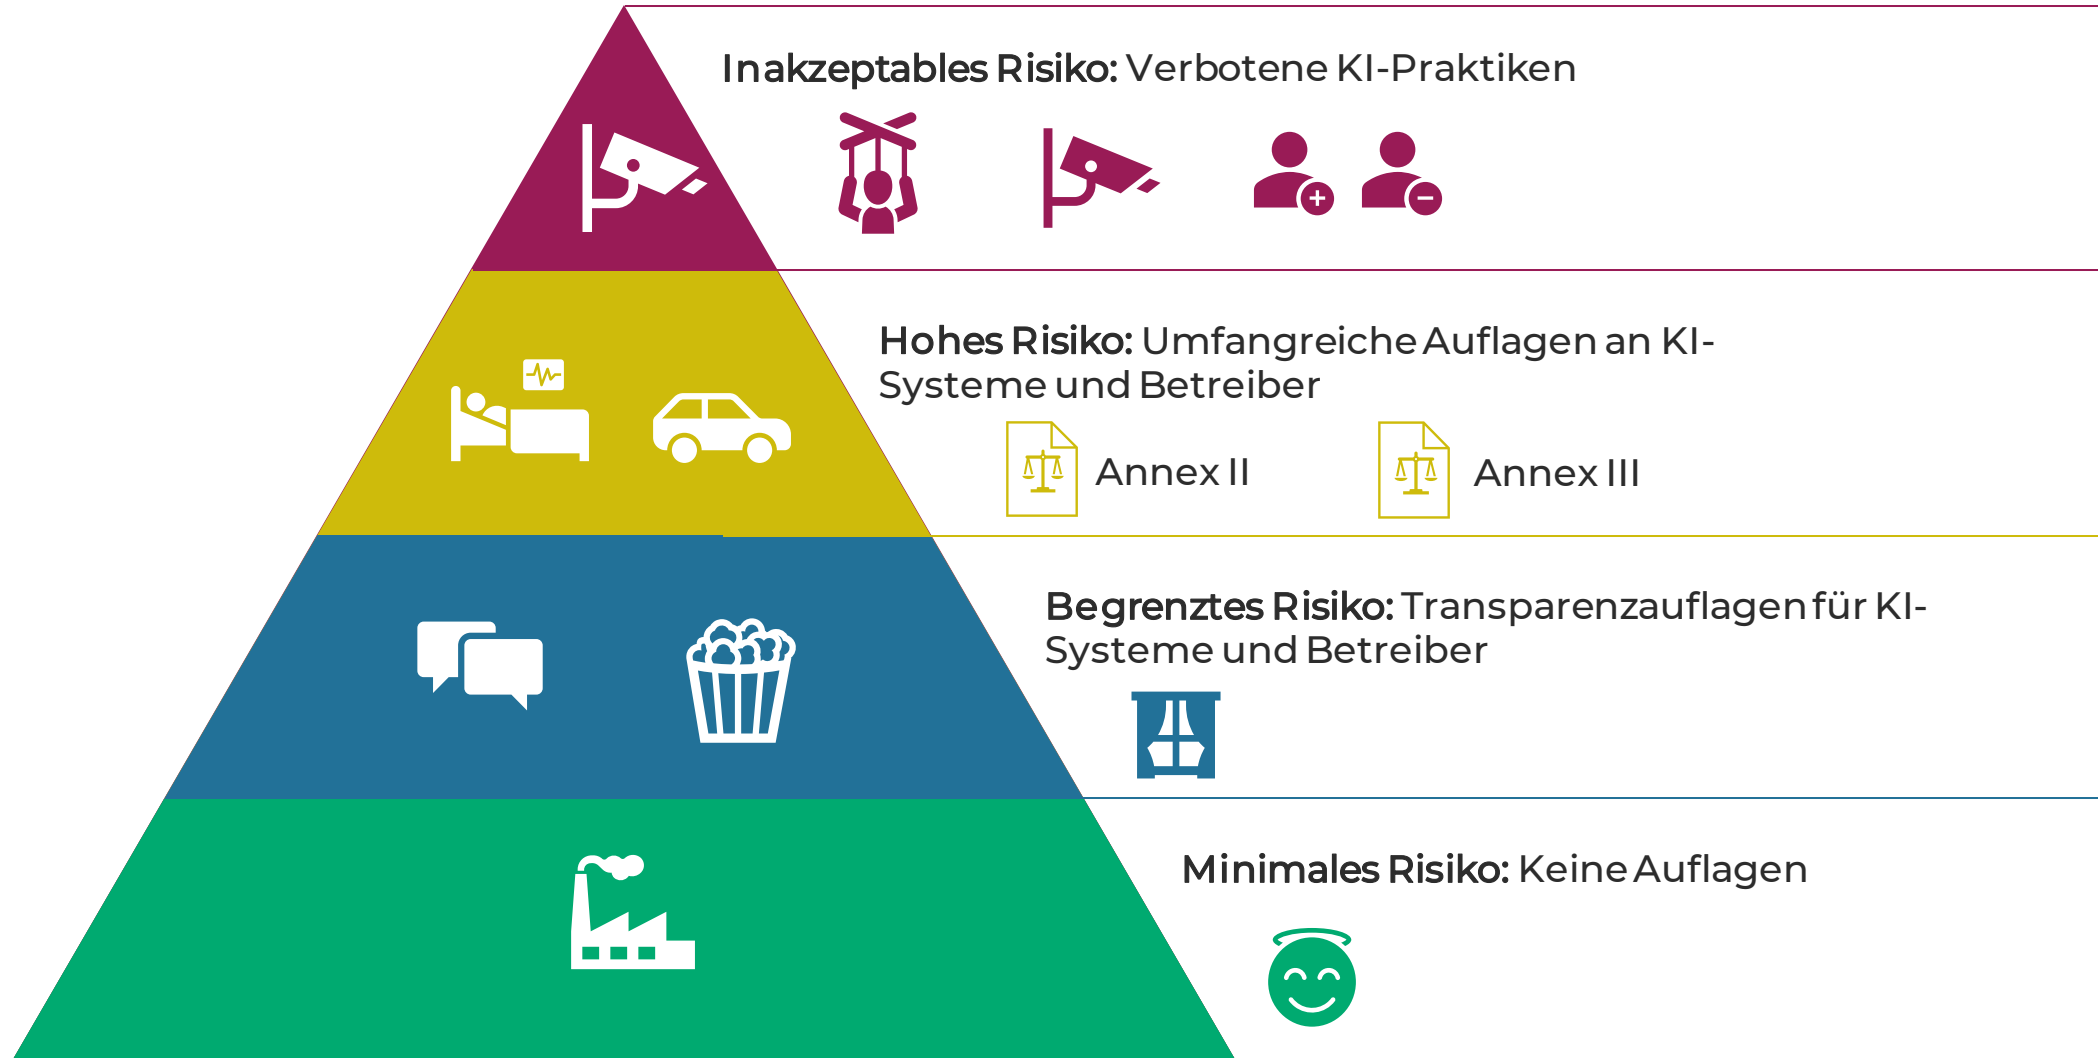 Inakzeptables Risiko: Verbotene KI-Praktiken
Hohes Risiko: Umfangreiche Auflagen an KI-
Systeme und Betreiber
Annex II
Annex III
Begrenztes Risiko: Transparenzauflagen für KI-
Systeme und Betreiber
Minimales Risiko: Keine Auflagen